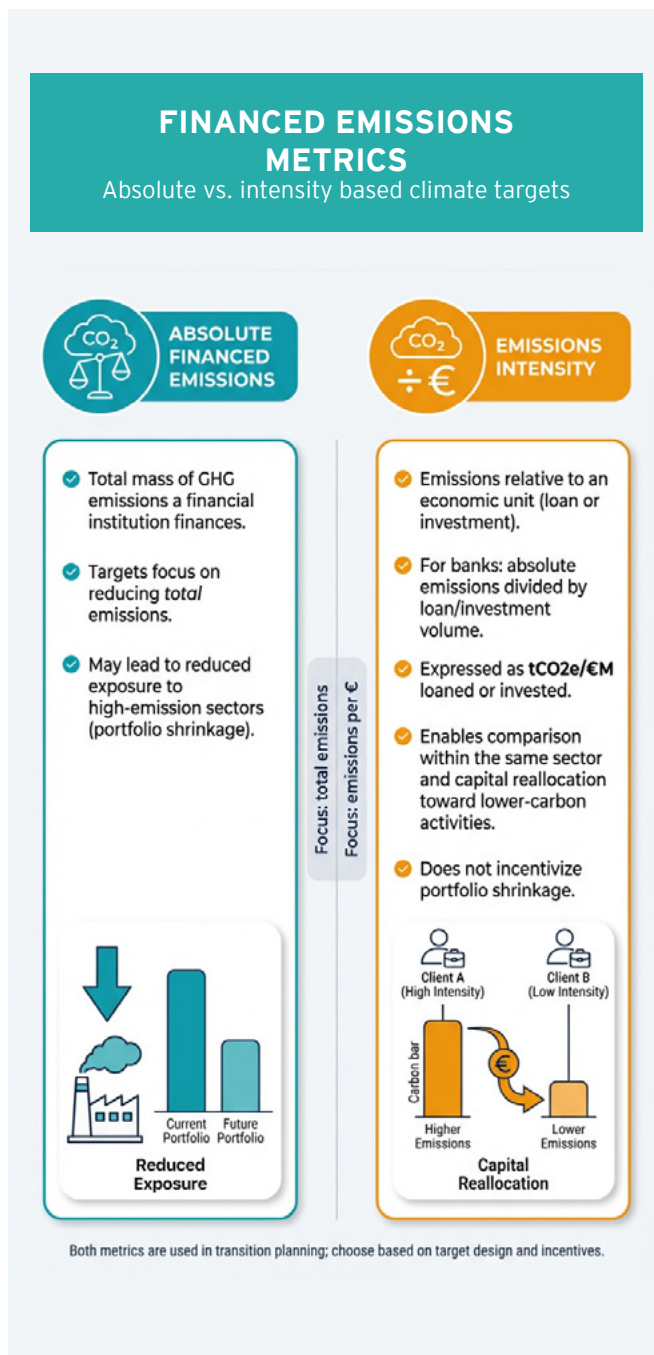 FINANCED EMISSIONS
METRICS
Absolute vs. intensity based climate targets
CO₂
ABSOLUTE
FINANCED
EMISSIONS
Total mass of GHG
emissions a financial
institution finances.
Targets focus on
reducing total
emissions.
May lead to reduced
exposure to
high-emission sectors
(portfolio shrinkage).
Current
Portfolio
Future
Portfolio
Reduced
Exposure
Focus: total emissions
Focus: emissions per €
CO₂
÷ €
EMISSIONS
INTENSITY
Emissions relative to an
economic unit (loan or
investment).
For banks: absolute
emissions divided by
loan/investment
volume.
Expressed as tCO2e/€M
loaned or invested.
Enables comparison
within the same sector
and capital reallocation
toward lower-carbon
activities.
Does not incentivize
portfolio shrinkage.
Client A
(High Intensity)
Client B
(Low Intensity)
Carbon bar
€
Higher
Emissions
Lower
Emissions
Capital
Reallocation
Both metrics are used in transition planning; choose based on target design and incentives.